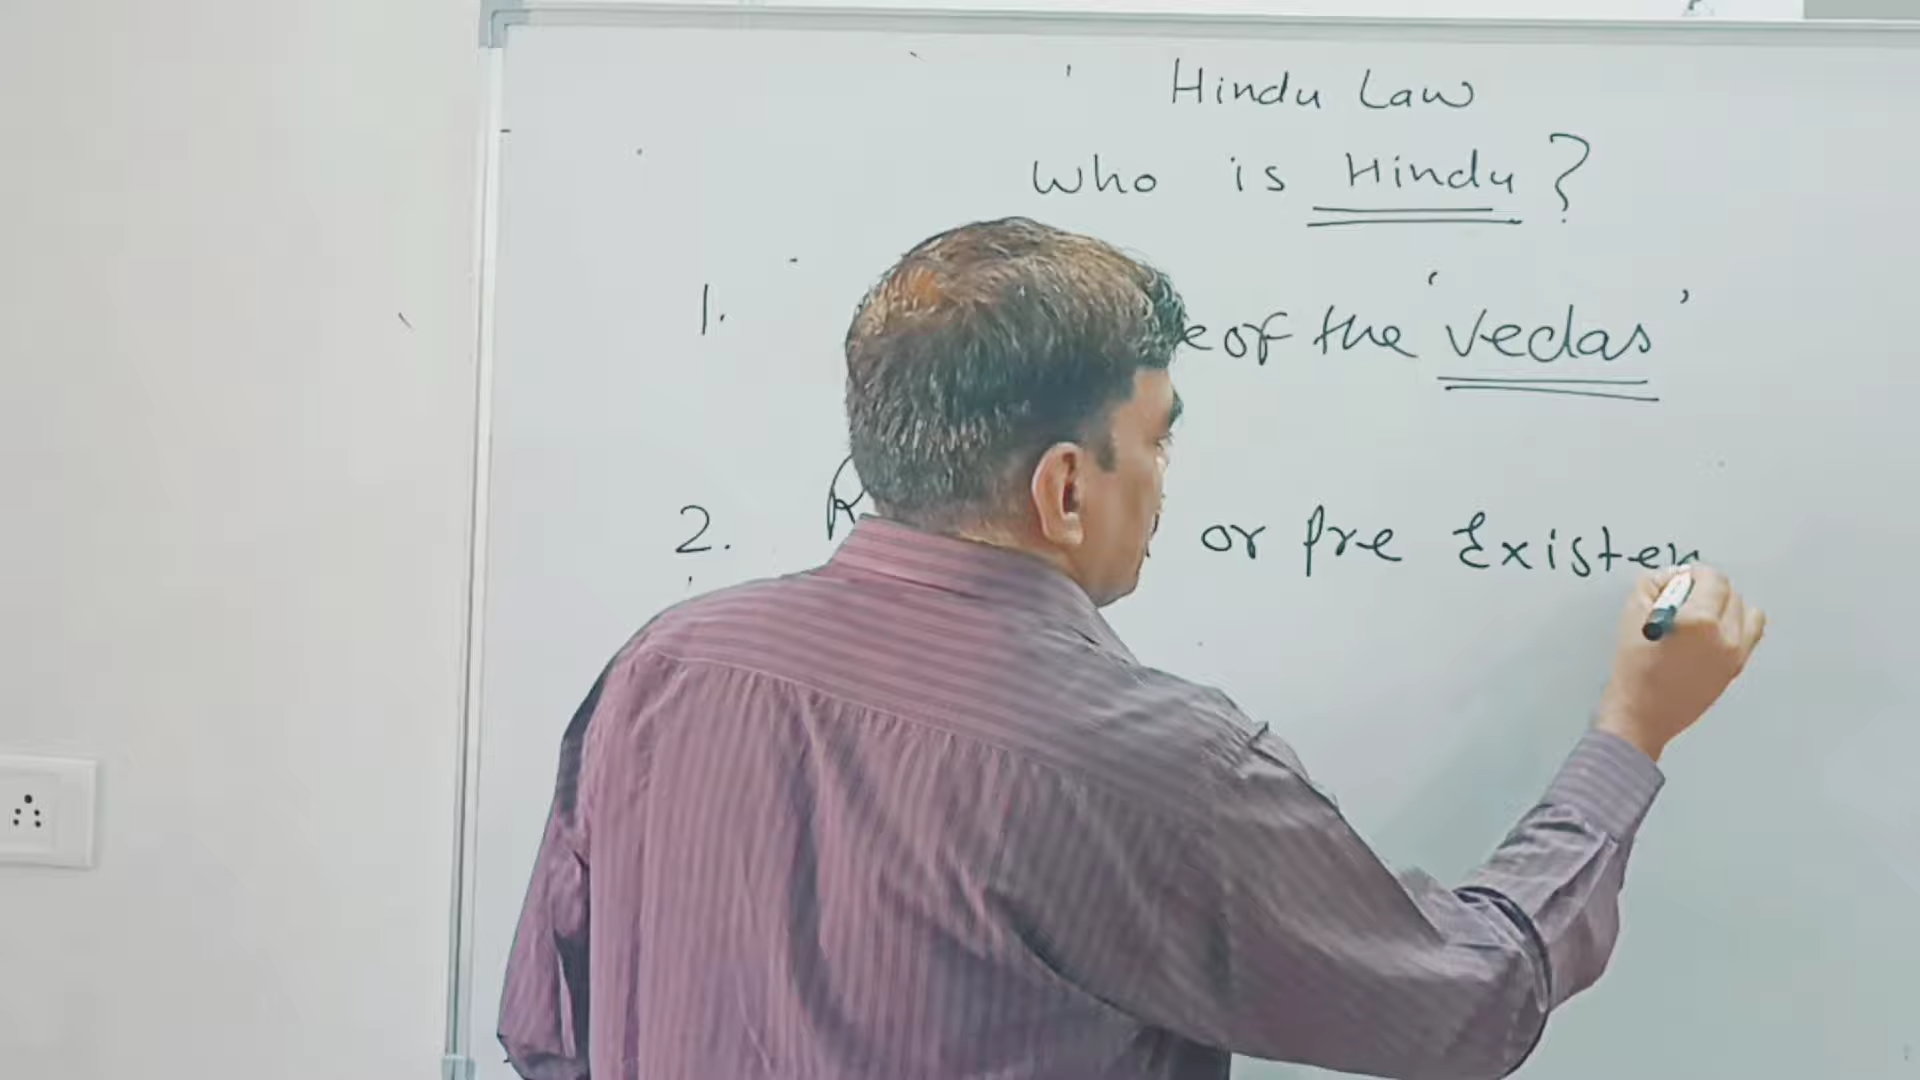 Hindu Law
Who is Hindu?
1. of the 'Vedas'
2. or Pre Existen